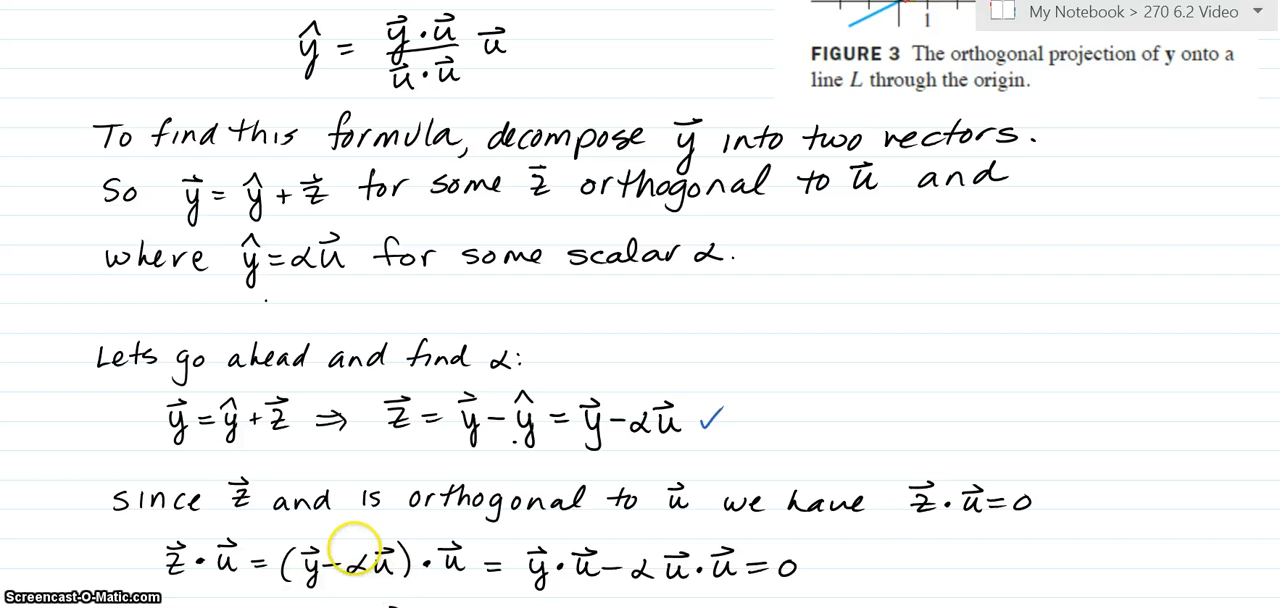 ŷ = (y⃗ · u⃗ / u⃗ · u⃗) u⃗
1
My Notebook > 270 6.2 Video
FIGURE 3 The orthogonal projection of y onto a
line L through the origin.
To find this formula, decompose y⃗ into two vectors.
So y⃗ = ŷ + z⃗ for some z⃗ orthogonal to u⃗ and
where ŷ = αu⃗ for some scalar α.
Lets go ahead and find α:
y⃗ = ŷ + z⃗ ⇒ z⃗ = y⃗ − ŷ = y⃗ − αu⃗ ✓
since z⃗ and is orthogonal to u⃗ we have z⃗ · u⃗ = 0
z⃗ · u⃗ = (y⃗ − αu⃗) · u⃗ = y⃗ · u⃗ − α u⃗ · u⃗ = 0
Screencast-O-Matic.com